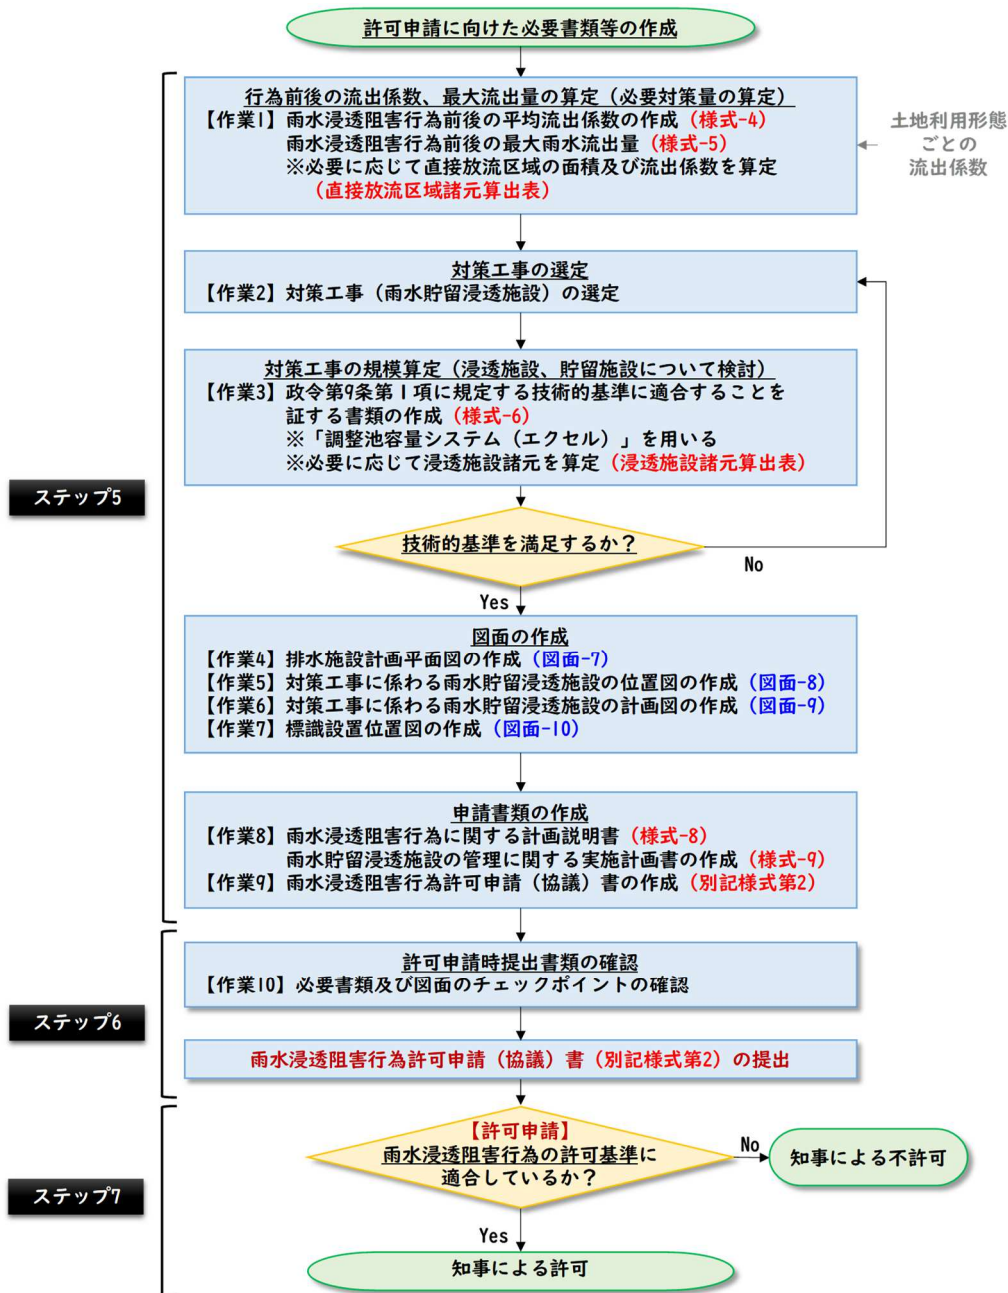 許可申請に向けた必要書類等の作成
行為前後の流出係数、最大流出量の算定（必要対策量の算定）
【作業1】雨水浸透阻害行為前後の平均流出係数の作成（様式-4）
雨水浸透阻害行為前後の最大雨水流出量（様式-5）
※必要に応じて直接放流区域の面積及び流出係数を算定
（直接放流区域諸元算出表）
土地利用形態
ごとの
流出係数
対策工事の選定
【作業2】対策工事（雨水貯留浸透施設）の選定
対策工事の規模算定（浸透施設、貯留施設について検討）
【作業3】政令第9条第1項に規定する技術的基準に適合することを
証する書類の作成（様式-6）
※「調整池容量システム（エクセル）」を用いる
※必要に応じて浸透施設諸元を算定（浸透施設諸元算出表）
ステップ5
技術的基準を満足するか？
No
Yes
図面の作成
【作業4】排水施設計画平面図の作成（図面-7）
【作業5】対策工事に係わる雨水貯留浸透施設の位置図の作成（図面-8）
【作業6】対策工事に係わる雨水貯留浸透施設の計画図の作成（図面-9）
【作業7】標識設置位置図の作成（図面-10）
申請書類の作成
【作業8】雨水浸透阻害行為に関する計画説明書（様式-8）
雨水貯留浸透施設の管理に関する実施計画書の作成（様式-9）
【作業9】雨水浸透阻害行為許可申請（協議）書の作成（別記様式第2）
許可申請時提出書類の確認
【作業10】必要書類及び図面のチェックポイントの確認
ステップ6
雨水浸透阻害行為許可申請（協議）書（別記様式第2）の提出
【許可申請】
雨水浸透阻害行為の許可基準に
適合しているか？
No
知事による不許可
ステップ7
Yes
知事による許可